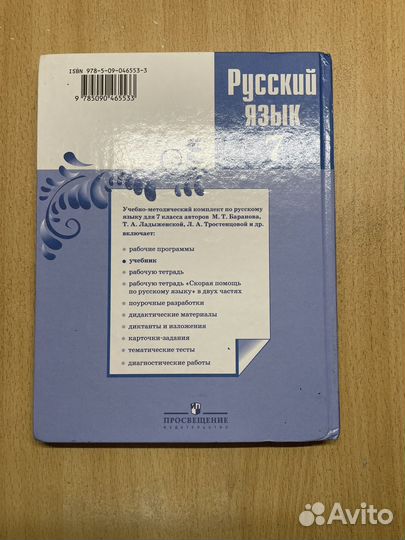 ISBN 978-5-09-046553-3
9 785090 465533
Русский
ЯЗЫК
Учебно-методический комплект по русскому
языку для 7 класса авторов М. Т. Баранова,
Т. А. Ладыженской, Л. А. Тростенцовой и др.
включает:
рабочие программы
учебник
рабочую тетрадь
рабочую тетрадь «Скорая помощь
по русскому языку» в двух частях
поурочные разработки
дидактические материалы
диктанты и изложения
карточки-задания
тематические тесты
диагностические работы
ПРОСВЕЩЕНИЕ
ИЗДАТЕЛЬСТВО
Avito